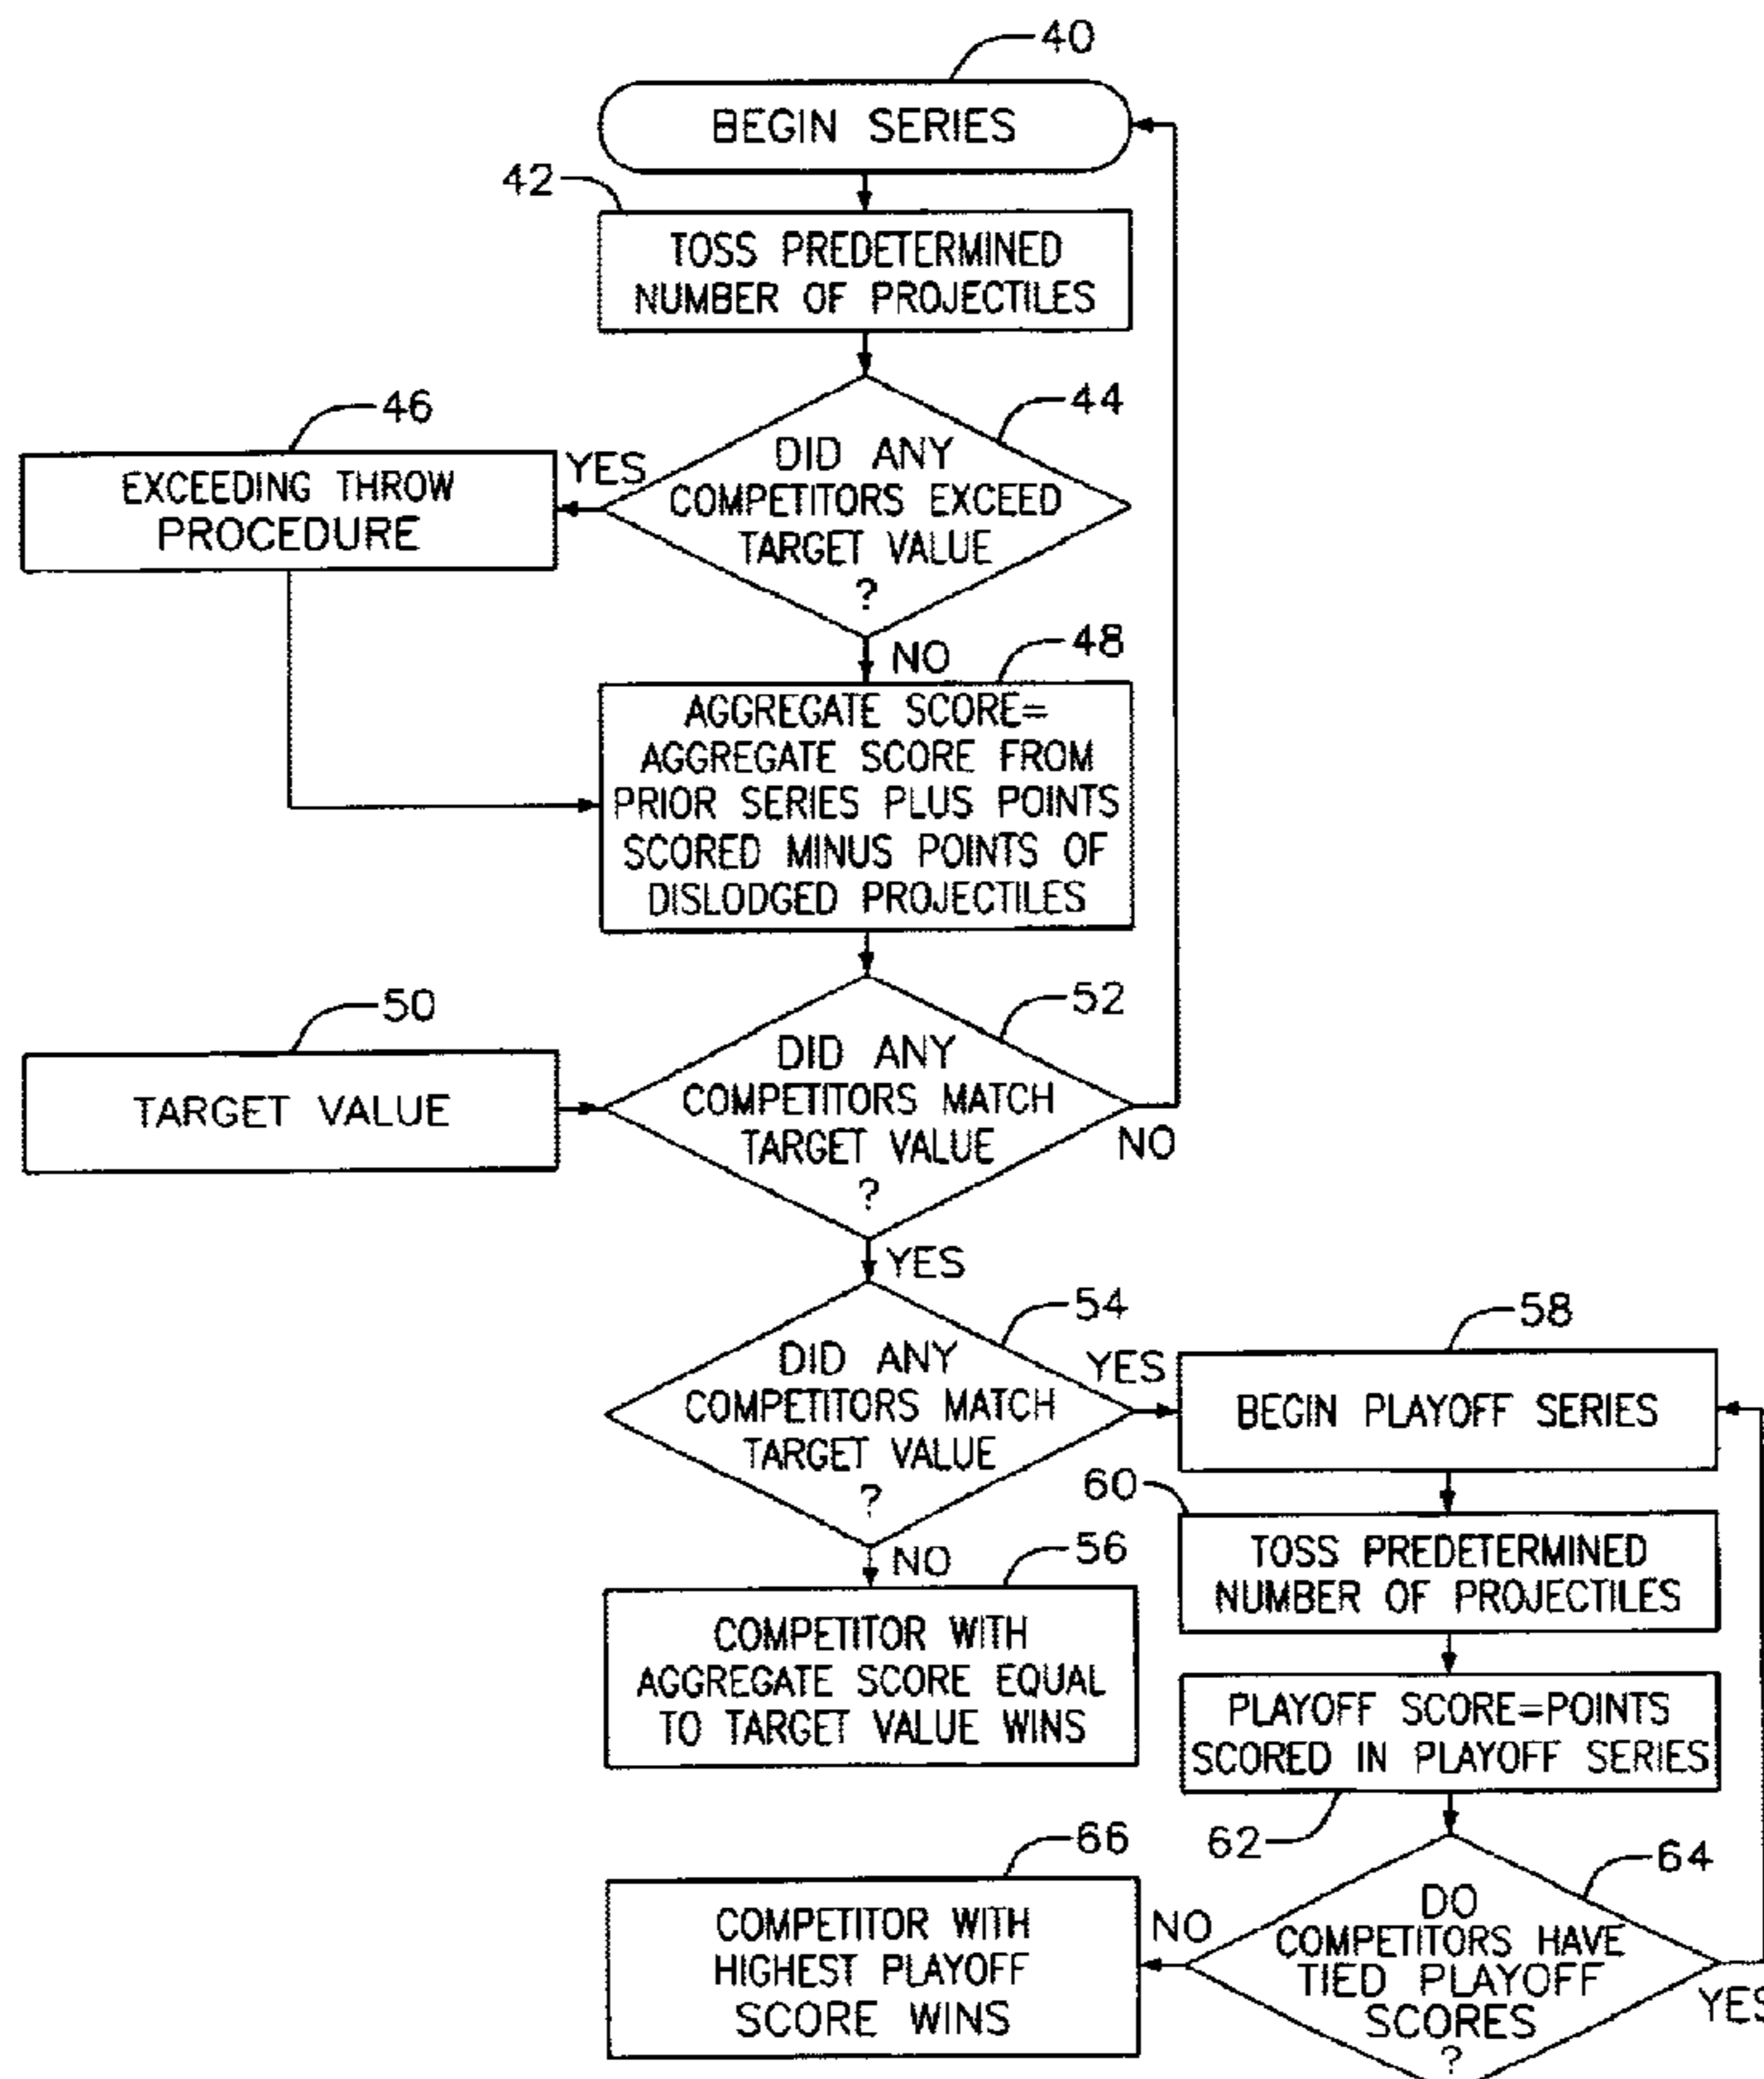 40
BEGIN SERIES
42
TOSS PREDETERMINED
NUMBER OF PROJECTILES
44
DID ANY
COMPETITORS EXCEED
TARGET VALUE
?
YES
46
EXCEEDING THROW
PROCEDURE
NO
48
AGGREGATE SCORE=
AGGREGATE SCORE FROM
PRIOR SERIES PLUS POINTS
SCORED MINUS POINTS OF
DISLODGED PROJECTILES
50
TARGET VALUE
52
DID ANY
COMPETITORS MATCH
TARGET VALUE
?
NO
YES
54
DID ANY
COMPETITORS MATCH
TARGET VALUE
?
YES
58
BEGIN PLAYOFF SERIES
NO
56
COMPETITOR WITH
AGGREGATE SCORE EQUAL
TO TARGET VALUE WINS
60
TOSS PREDETERMINED
NUMBER OF PROJECTILES
PLAYOFF SCORE=POINTS
SCORED IN PLAYOFF SERIES
62
64
DO
COMPETITORS HAVE
TIED PLAYOFF
SCORES
?
YES
NO
66
COMPETITOR WITH
HIGHEST PLAYOFF
SCORE WINS